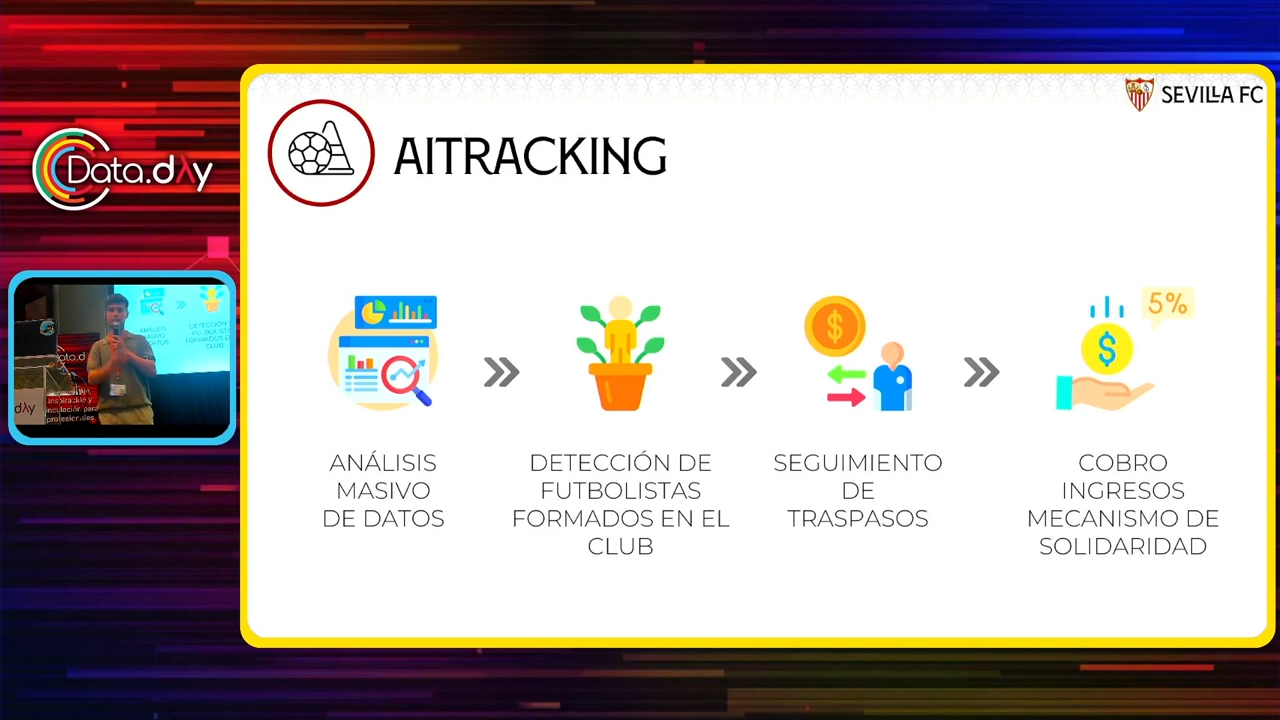 SEVILLA FC
AITRACKING
Data.dAy
5%
ANÁLISIS
MASIVO
DE DATOS
DETECCIÓN DE
FUTBOLISTAS
FORMADOS EN EL
CLUB
SEGUIMIENTO
DE
TRASPASOS
COBRO
INGRESOS
MECANISMO DE
SOLIDARIDAD